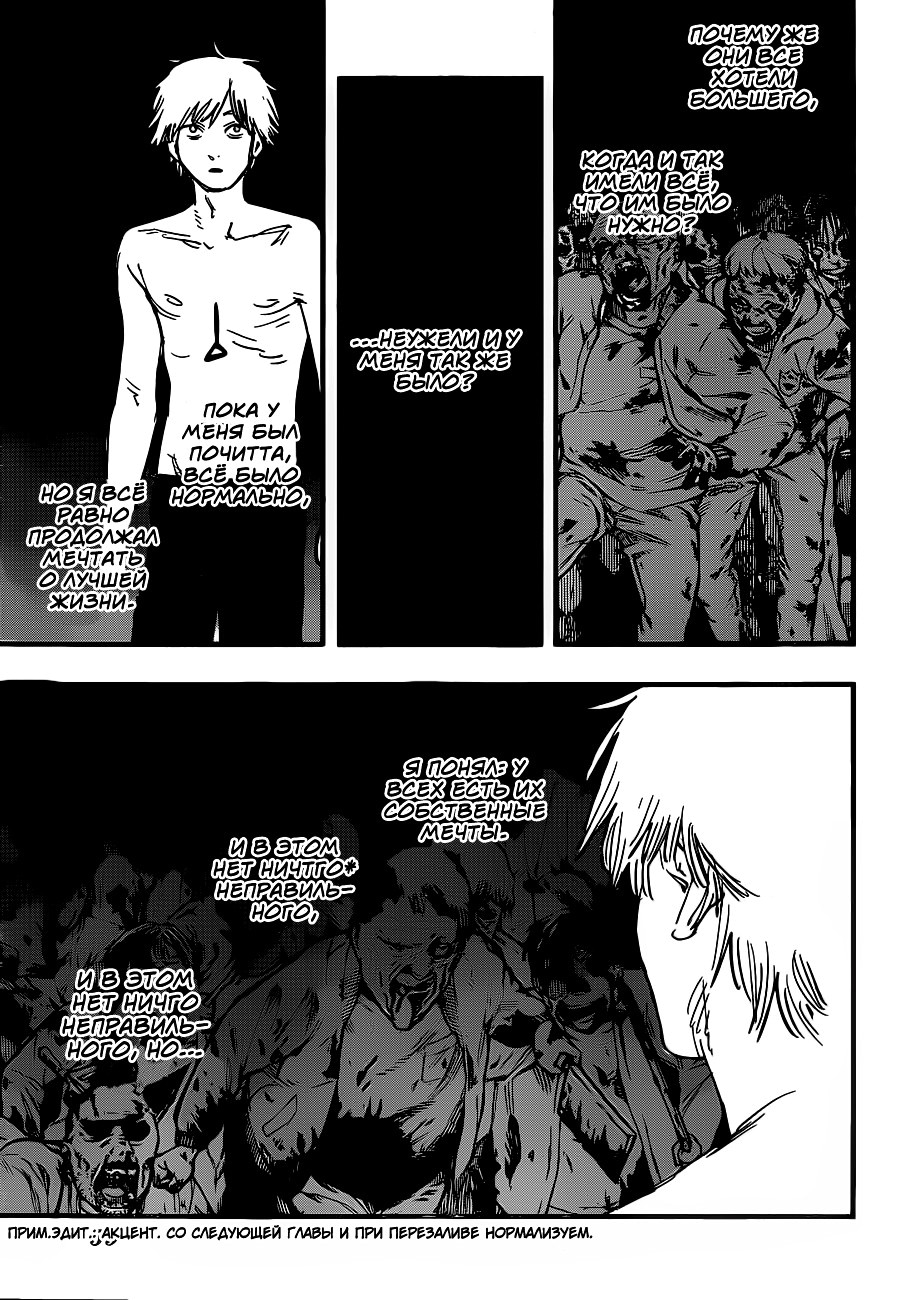 ПОЧЕМУ ЖЕ
ОНИ ВСЕ
ХОТЕЛИ
БОЛЬШЕГО,
КОГДА И ТАК
ИМЕЛИ ВСЁ,
ЧТО ИМ БЫЛО
НУЖНО?
...НЕУЖЕЛИ И У
МЕНЯ ТАК ЖЕ
БЫЛО?
ПОКА У
МЕНЯ БЫЛ
ПОЧИТТА,
ВСЁ БЫЛО
НОРМАЛЬНО,
НО Я ВСЁ
РАВНО
ПРОДОЛЖАЛ
МЕЧТАТЬ
О ЛУЧШЕЙ
ЖИЗНИ.
Я ПОНЯЛ: У
ВСЕХ ЕСТЬ ИХ
СОБСТВЕННЫЕ
МЕЧТЫ.
И В ЭТОМ
НЕТ НИЧТГО*
НЕПРАВИЛЬ-
НОГО,
И В ЭТОМ
НЕТ НИЧГО
НЕПРАВИЛЬ-
НОГО, НО...
ПРИМ.ЭДИТ.:АКЦЕНТ. СО СЛЕДУЮЩЕЙ ГЛАВЫ И ПРИ ПЕРЕЗАЛИВЕ НОРМАЛИЗУЕМ.